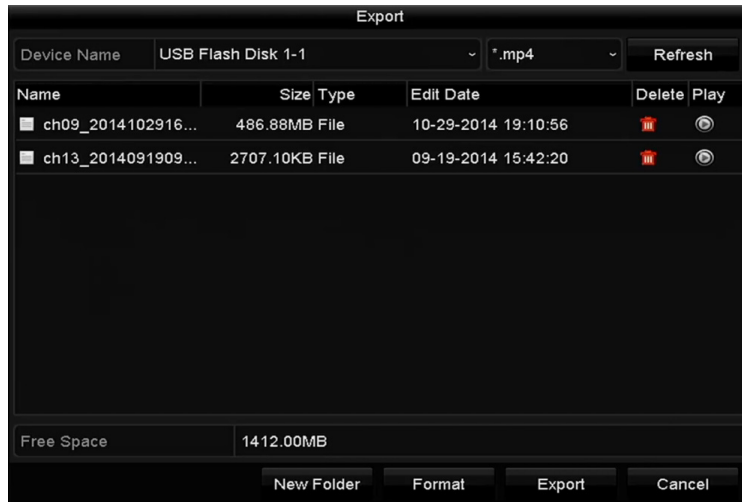 Export
Device Name USB Flash Disk 1-1 *.mp4 Refresh
Name Size Type Edit Date Delete Play
ch09_2014102916... 486.88MB File 10-29-2014 19:10:56
ch13_2014091909... 2707.10KB File 09-19-2014 15:42:20
Free Space 1412.00MB
New Folder Format Export Cancel